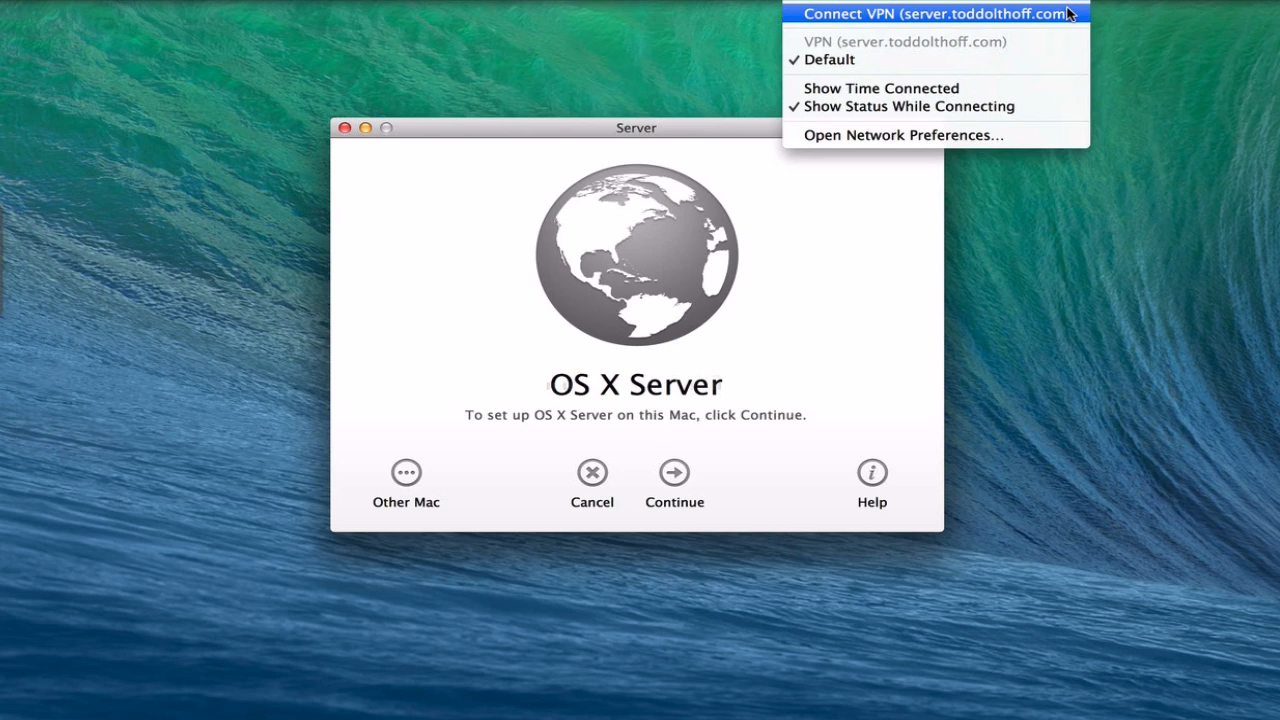 Connect VPN (server.toddolthoff.com)
VPN (server.toddolthoff.com)
✓ Default
Show Time Connected
✓ Show Status While Connecting
Open Network Preferences...
Server
OS X Server
To set up OS X Server on this Mac, click Continue.
Other Mac
Cancel
Continue
Help